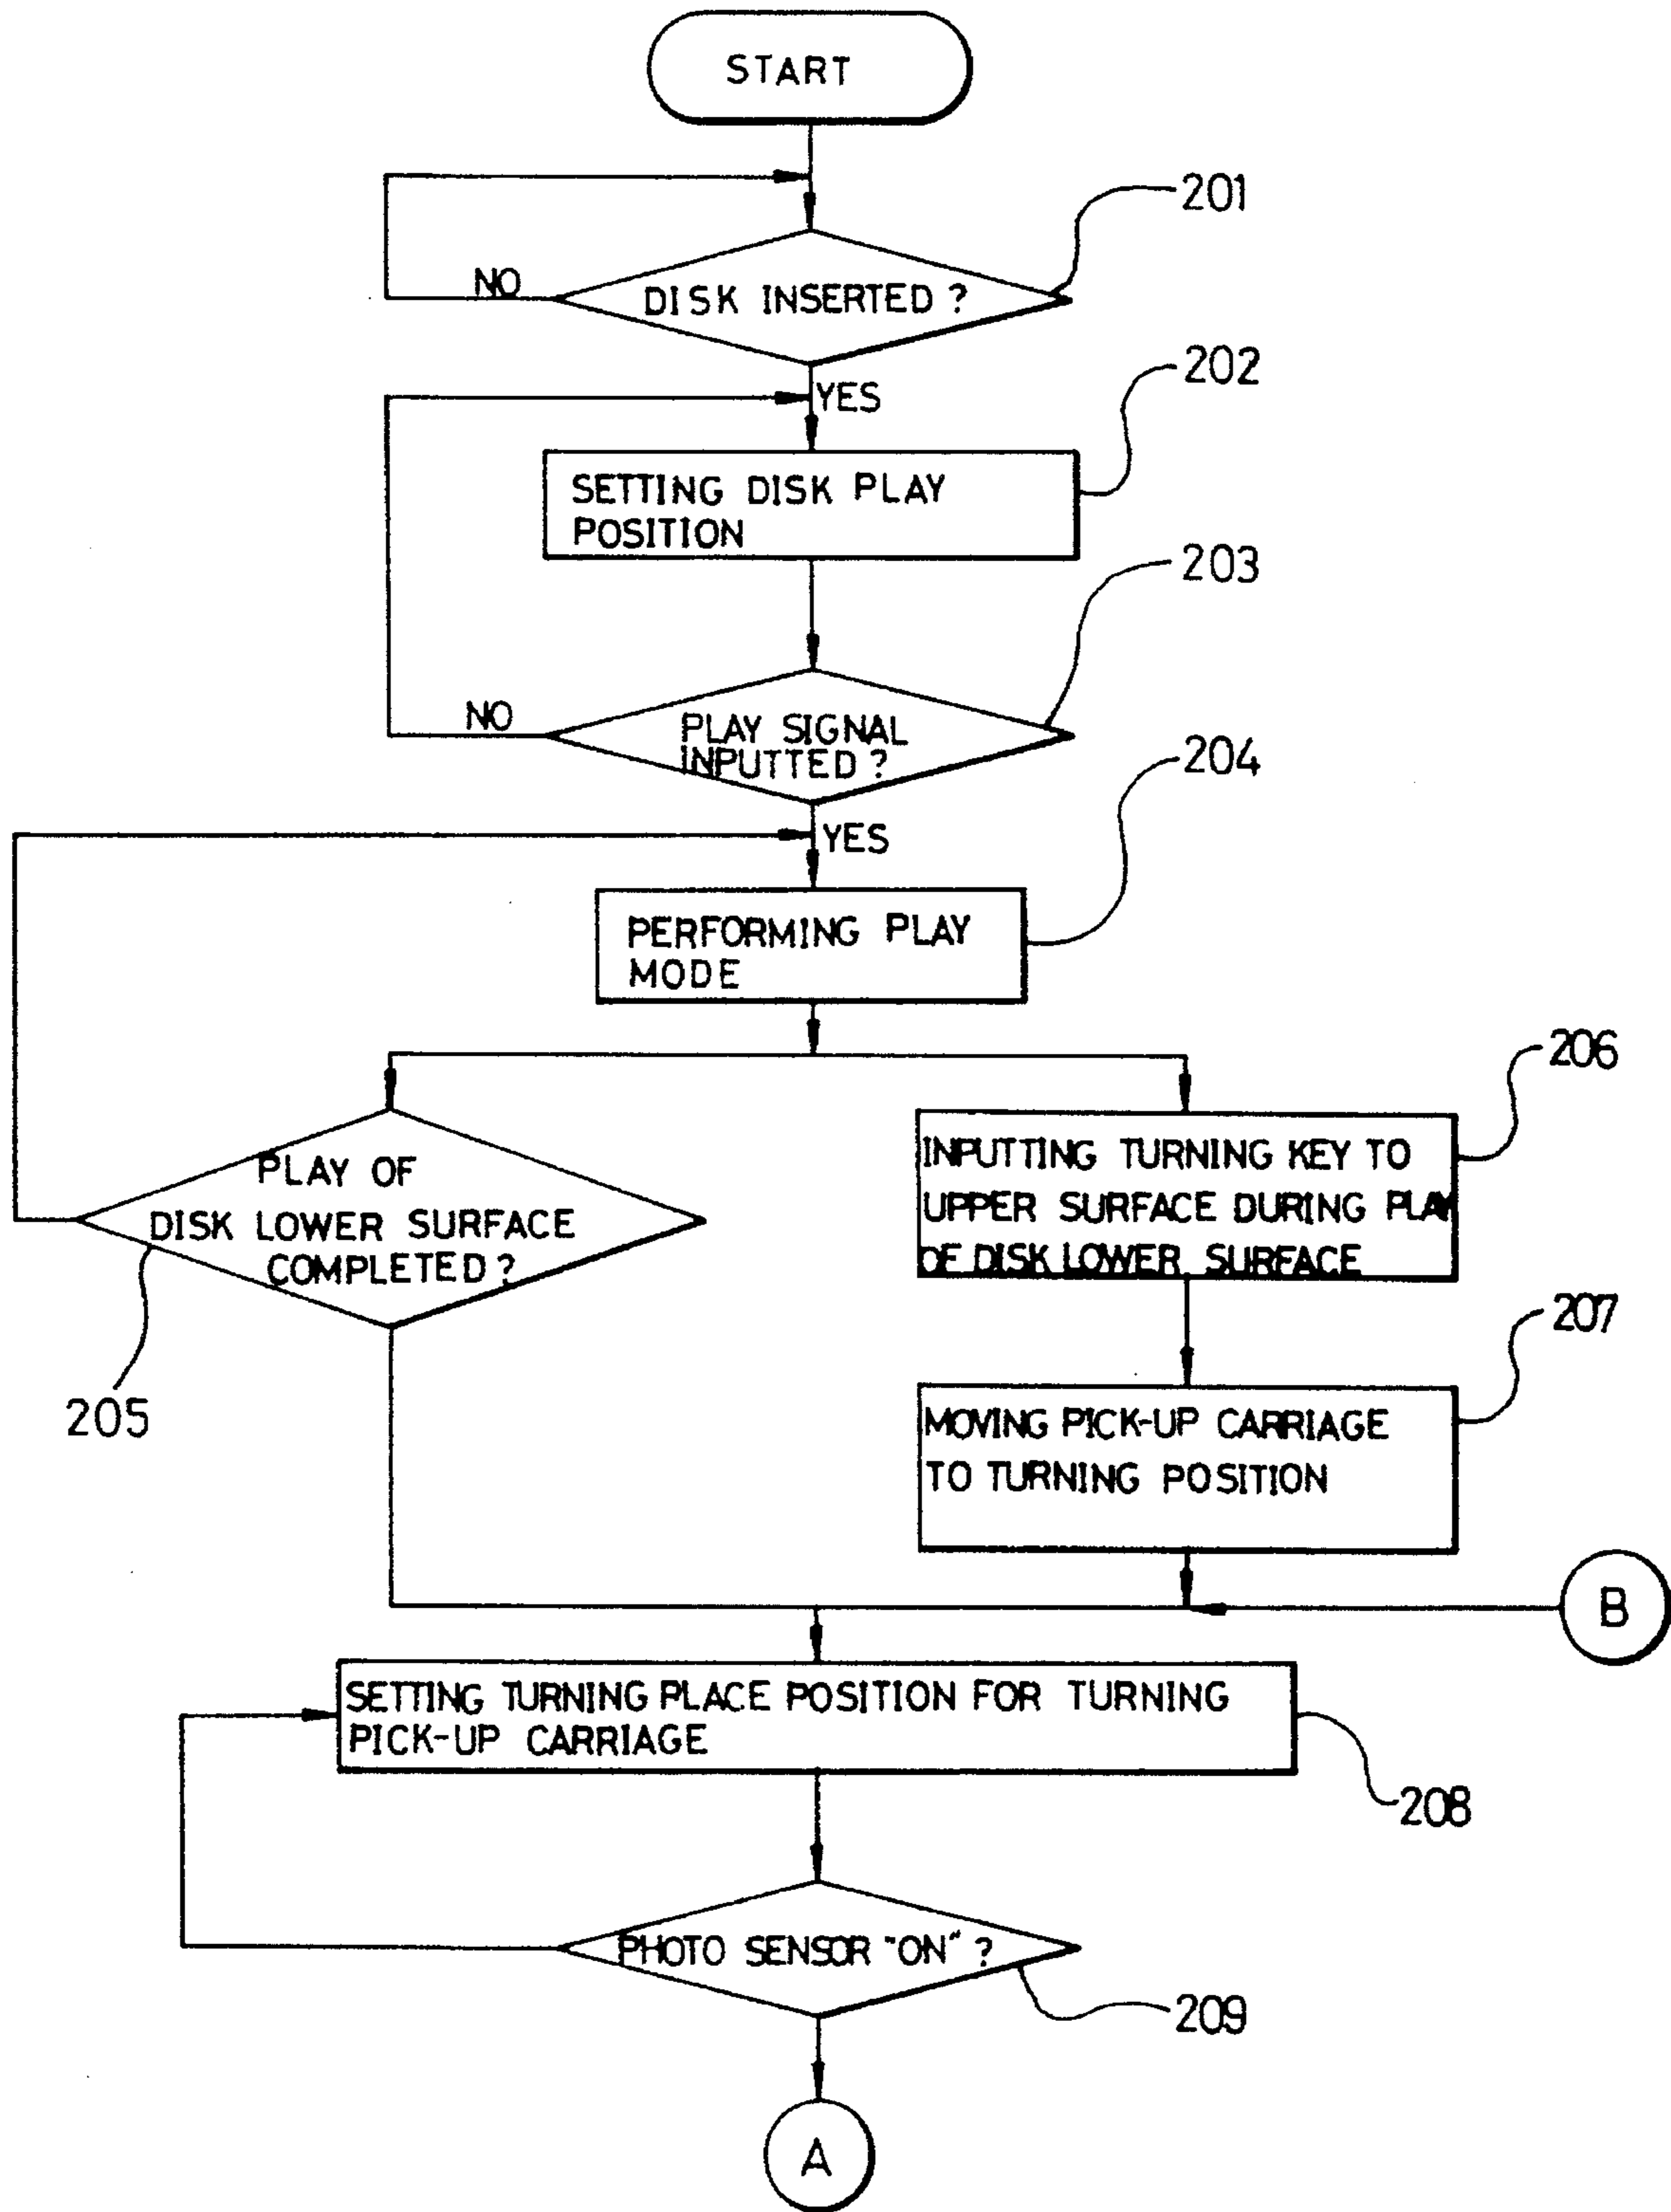 START
201
NO
DISK INSERTED ?
202
YES
SETTING DISK PLAY
POSITION
203
NO
PLAY SIGNAL
INPUTTED ?
204
YES
PERFORMING PLAY
MODE
206
INPUTTING TURNING KEY TO
UPPER SURFACE DURING PLAY
OF DISK LOWER SURFACE
PLAY OF
DISK LOWER SURFACE
COMPLETED ?
205
207
MOVING PICK-UP CARRIAGE
TO TURNING POSITION
B
SETTING TURNING PLACE POSITION FOR TURNING
PICK-UP CARRIAGE
208
PHOTO SENSOR "ON" ?
209
A